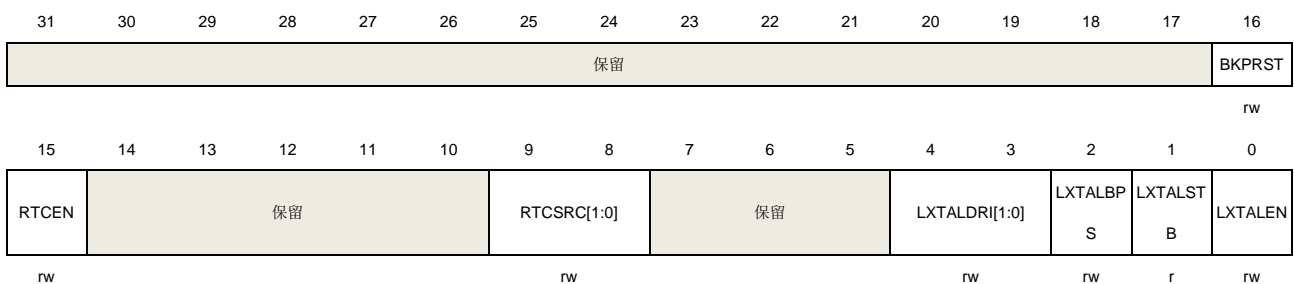 31 30 29 28 27 26 25 24 23 22 21 20 19 18 17 16
保留 BKPRST
rw
15 14 13 12 11 10 9 8 7 6 5 4 3 2 1 0
RTCEN 保留 RTCSRC[1:0] 保留 LXTALDRI[1:0] LXTALBP LXTALST LXTALEN
S B
rw rw rw rw r rw